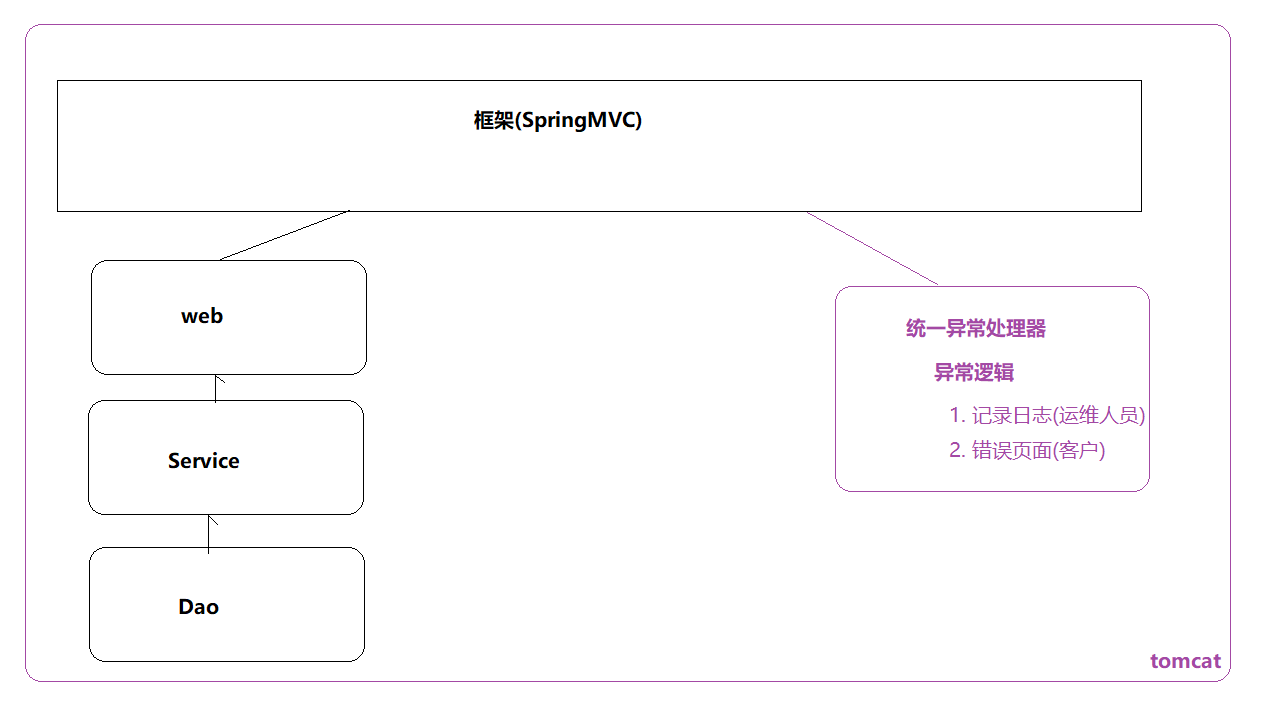 框架(SpringMVC)
web
统一异常处理器
异常逻辑
1. 记录日志(运维人员)
2. 错误页面(客户)
Service
Dao
tomcat